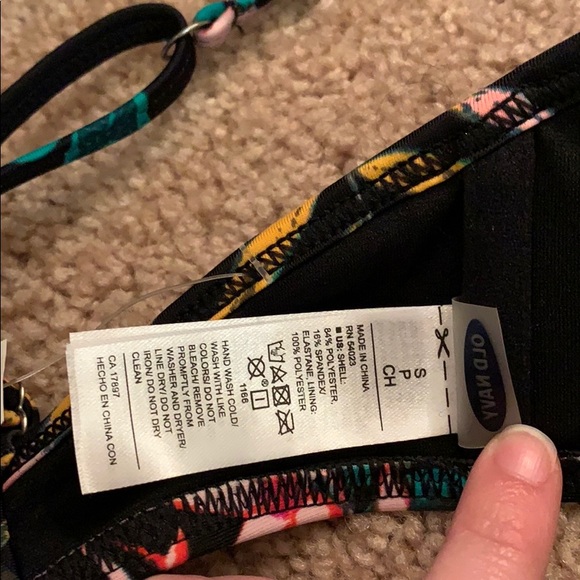 OLD NAVY
S
P
CH
MADE IN CHINA
RN 54023
■ US: SHELL:
84% POLYESTER,
16% SPANDEX/
ELASTANE, LINING:
100% POLYESTER
1166
HAND WASH COLD/
WASH WITH LIKE
COLORS/DO NOT
BLEACH/REMOVE
PROMPTLY FROM
WASHER AND DRYER/
LINE DRY/ DO NOT
IRON/ DO NOT DRY
CLEAN
CA 17897
HECHO EN CHINA CON